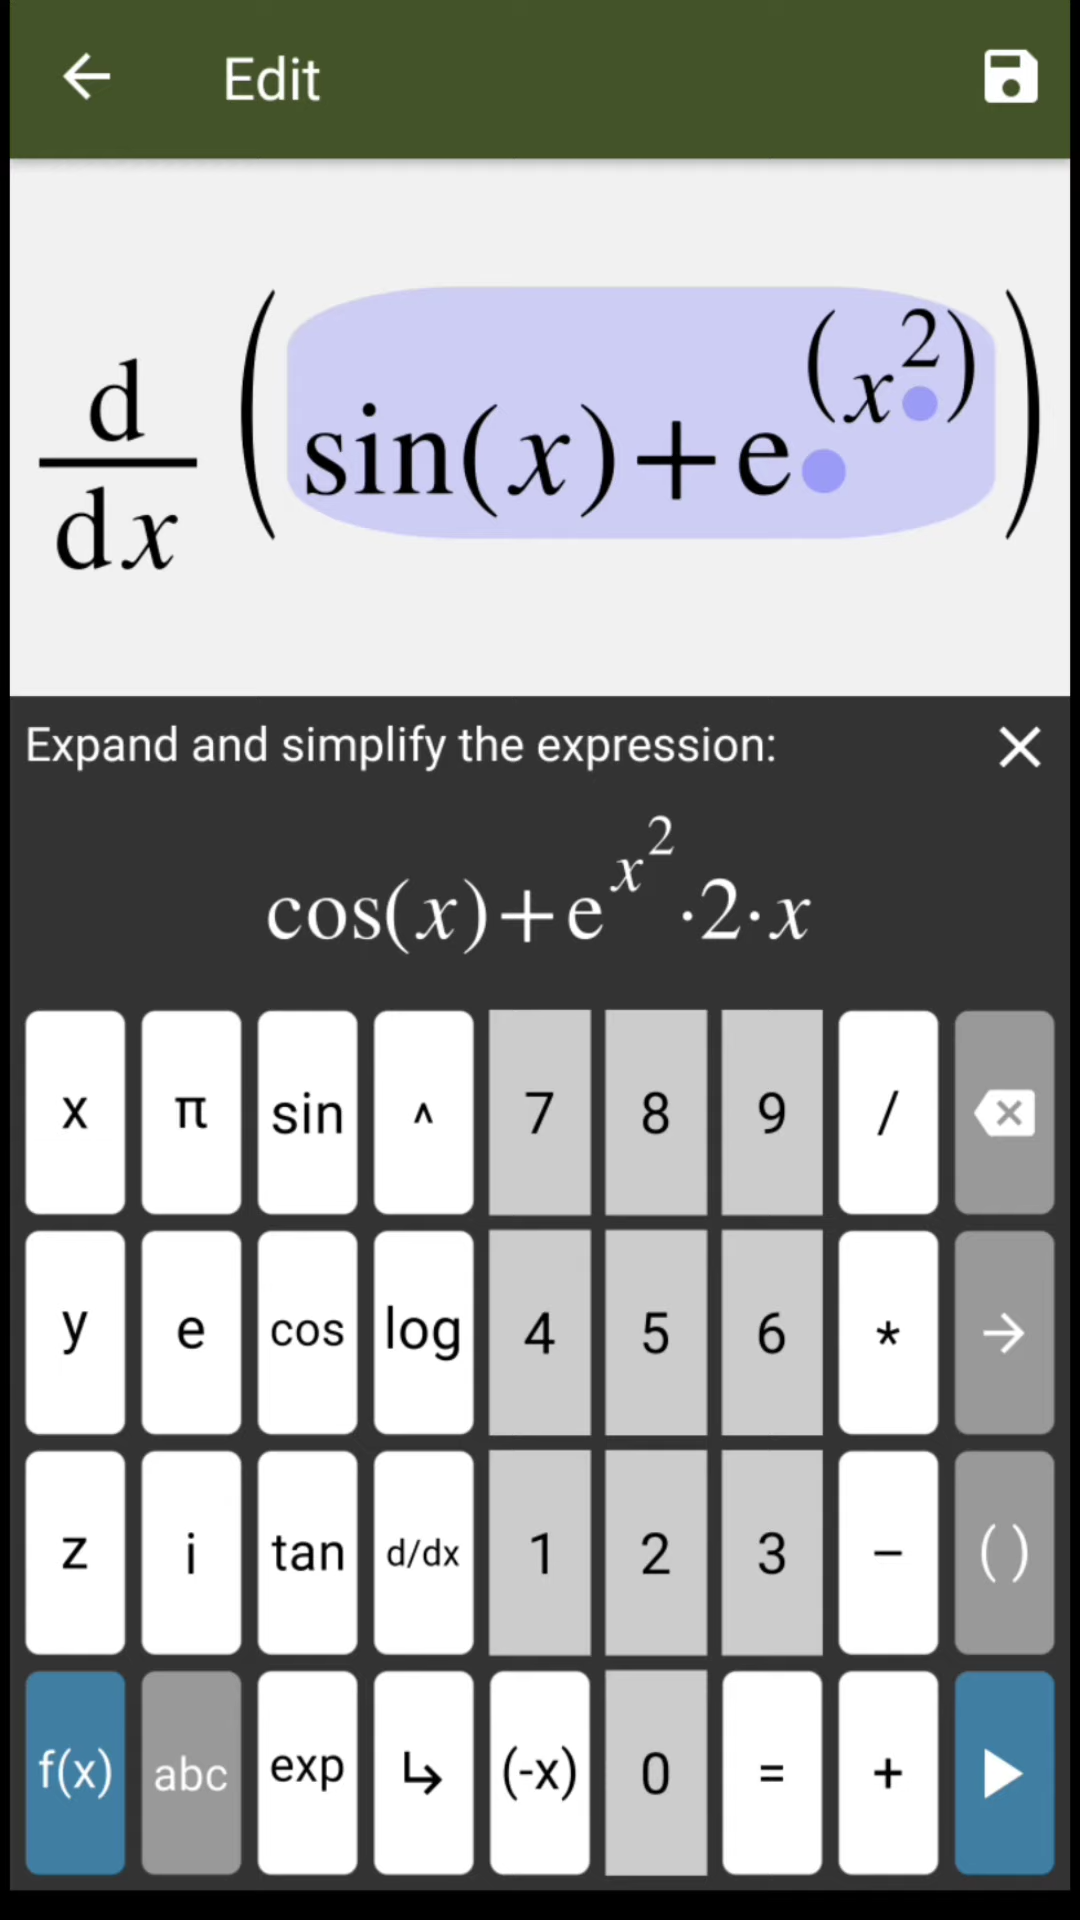 Edit
d/dx (sin(x)+e^(x^2))
Expand and simplify the expression:
cos(x)+e^x^2·2·x
x π sin ^ 7 8 9 /
y e cos log 4 5 6 * →
z i tan d/dx 1 2 3 − ( )
f(x) abc exp ↳ (-x) 0 = +